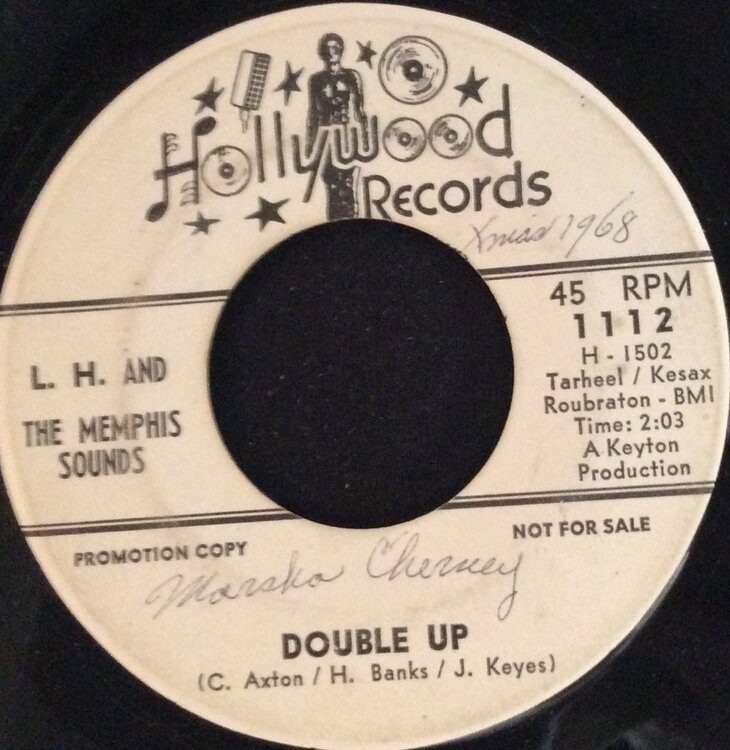 Hollywood
Records
Xmas 1968
45 RPM
1112
H - 1502
Tarheel / Kesax
Roubraton - BMI
Time: 2:03
A Keyton
Production
L. H. AND
THE MEMPHIS
SOUNDS
PROMOTION COPY
NOT FOR SALE
Marsha Cherney
DOUBLE UP
(C. Axton / H. Banks / J. Keyes)